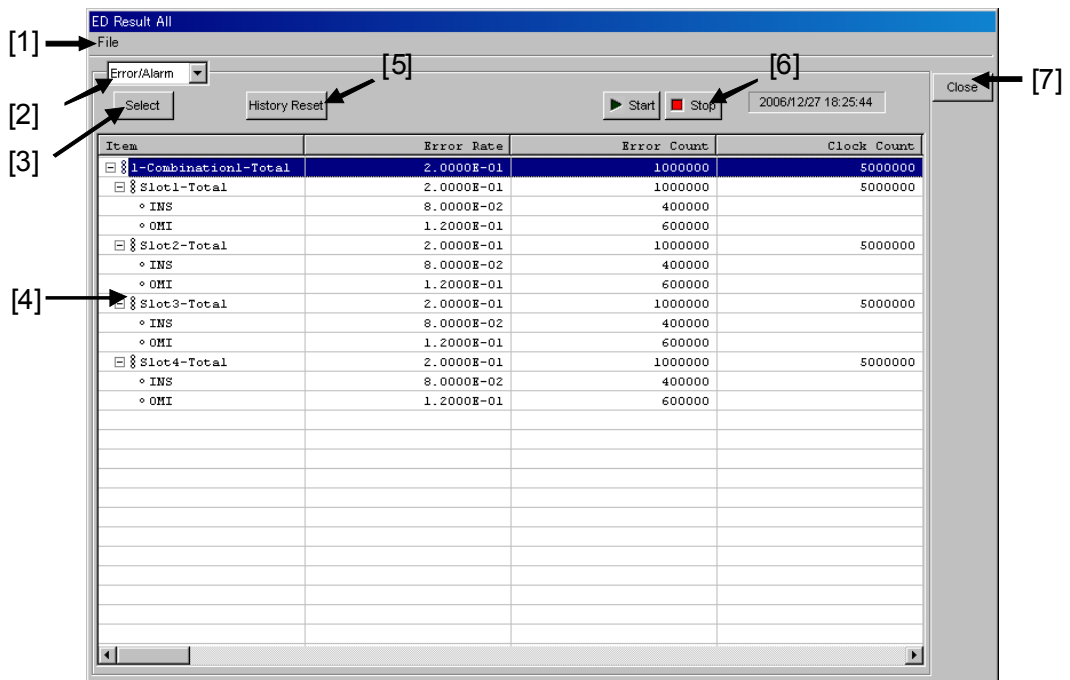 ED Result All
[1] File
[2] Error/Alarm [5] [6] [7] Close
[3] Select History Reset Start Stop 2006/12/27 18:25:44
Item Error Rate Error Count Clock Count
1-Combination1-Total 2.0000E-01 1000000 5000000
Slot1-Total 2.0000E-01 1000000 5000000
INS 8.0000E-02 400000
OMI 1.2000E-01 600000
Slot2-Total 2.0000E-01 1000000 5000000
INS 8.0000E-02 400000
OMI 1.2000E-01 600000
[4] Slot3-Total 2.0000E-01 1000000 5000000
INS 8.0000E-02 400000
OMI 1.2000E-01 600000
Slot4-Total 2.0000E-01 1000000 5000000
INS 8.0000E-02 400000
OMI 1.2000E-01 600000